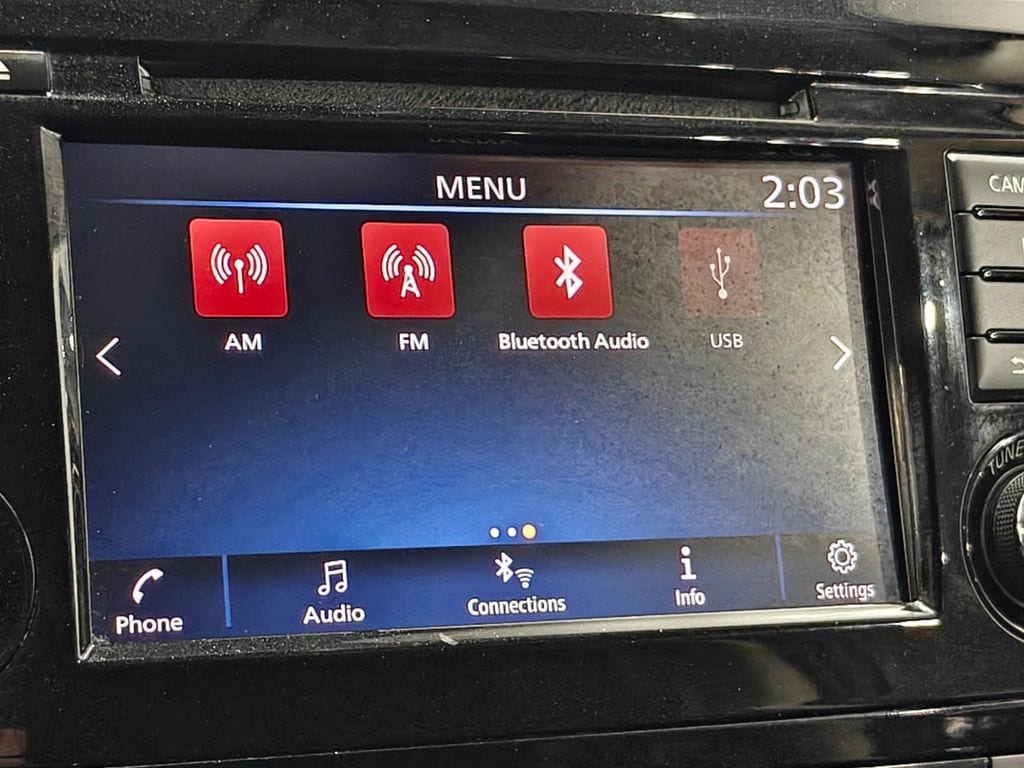 MENU 2:03
CAM
AM FM Bluetooth Audio USB
TUNE
Phone Audio Connections Info Settings